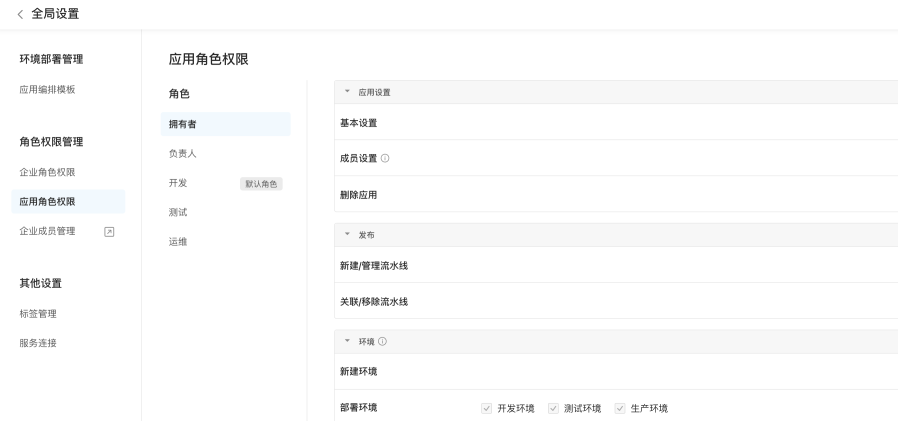 全局设置
环境部署管理
应用编排模板
角色权限管理
企业角色权限
应用角色权限
企业成员管理
其他设置
标签管理
服务连接
应用角色权限
角色
拥有者
负责人
开发 默认角色
测试
运维
应用设置
基本设置
成员设置
删除应用
发布
新建/管理流水线
关联/移除流水线
环境
新建环境
部署环境 开发环境 测试环境 生产环境